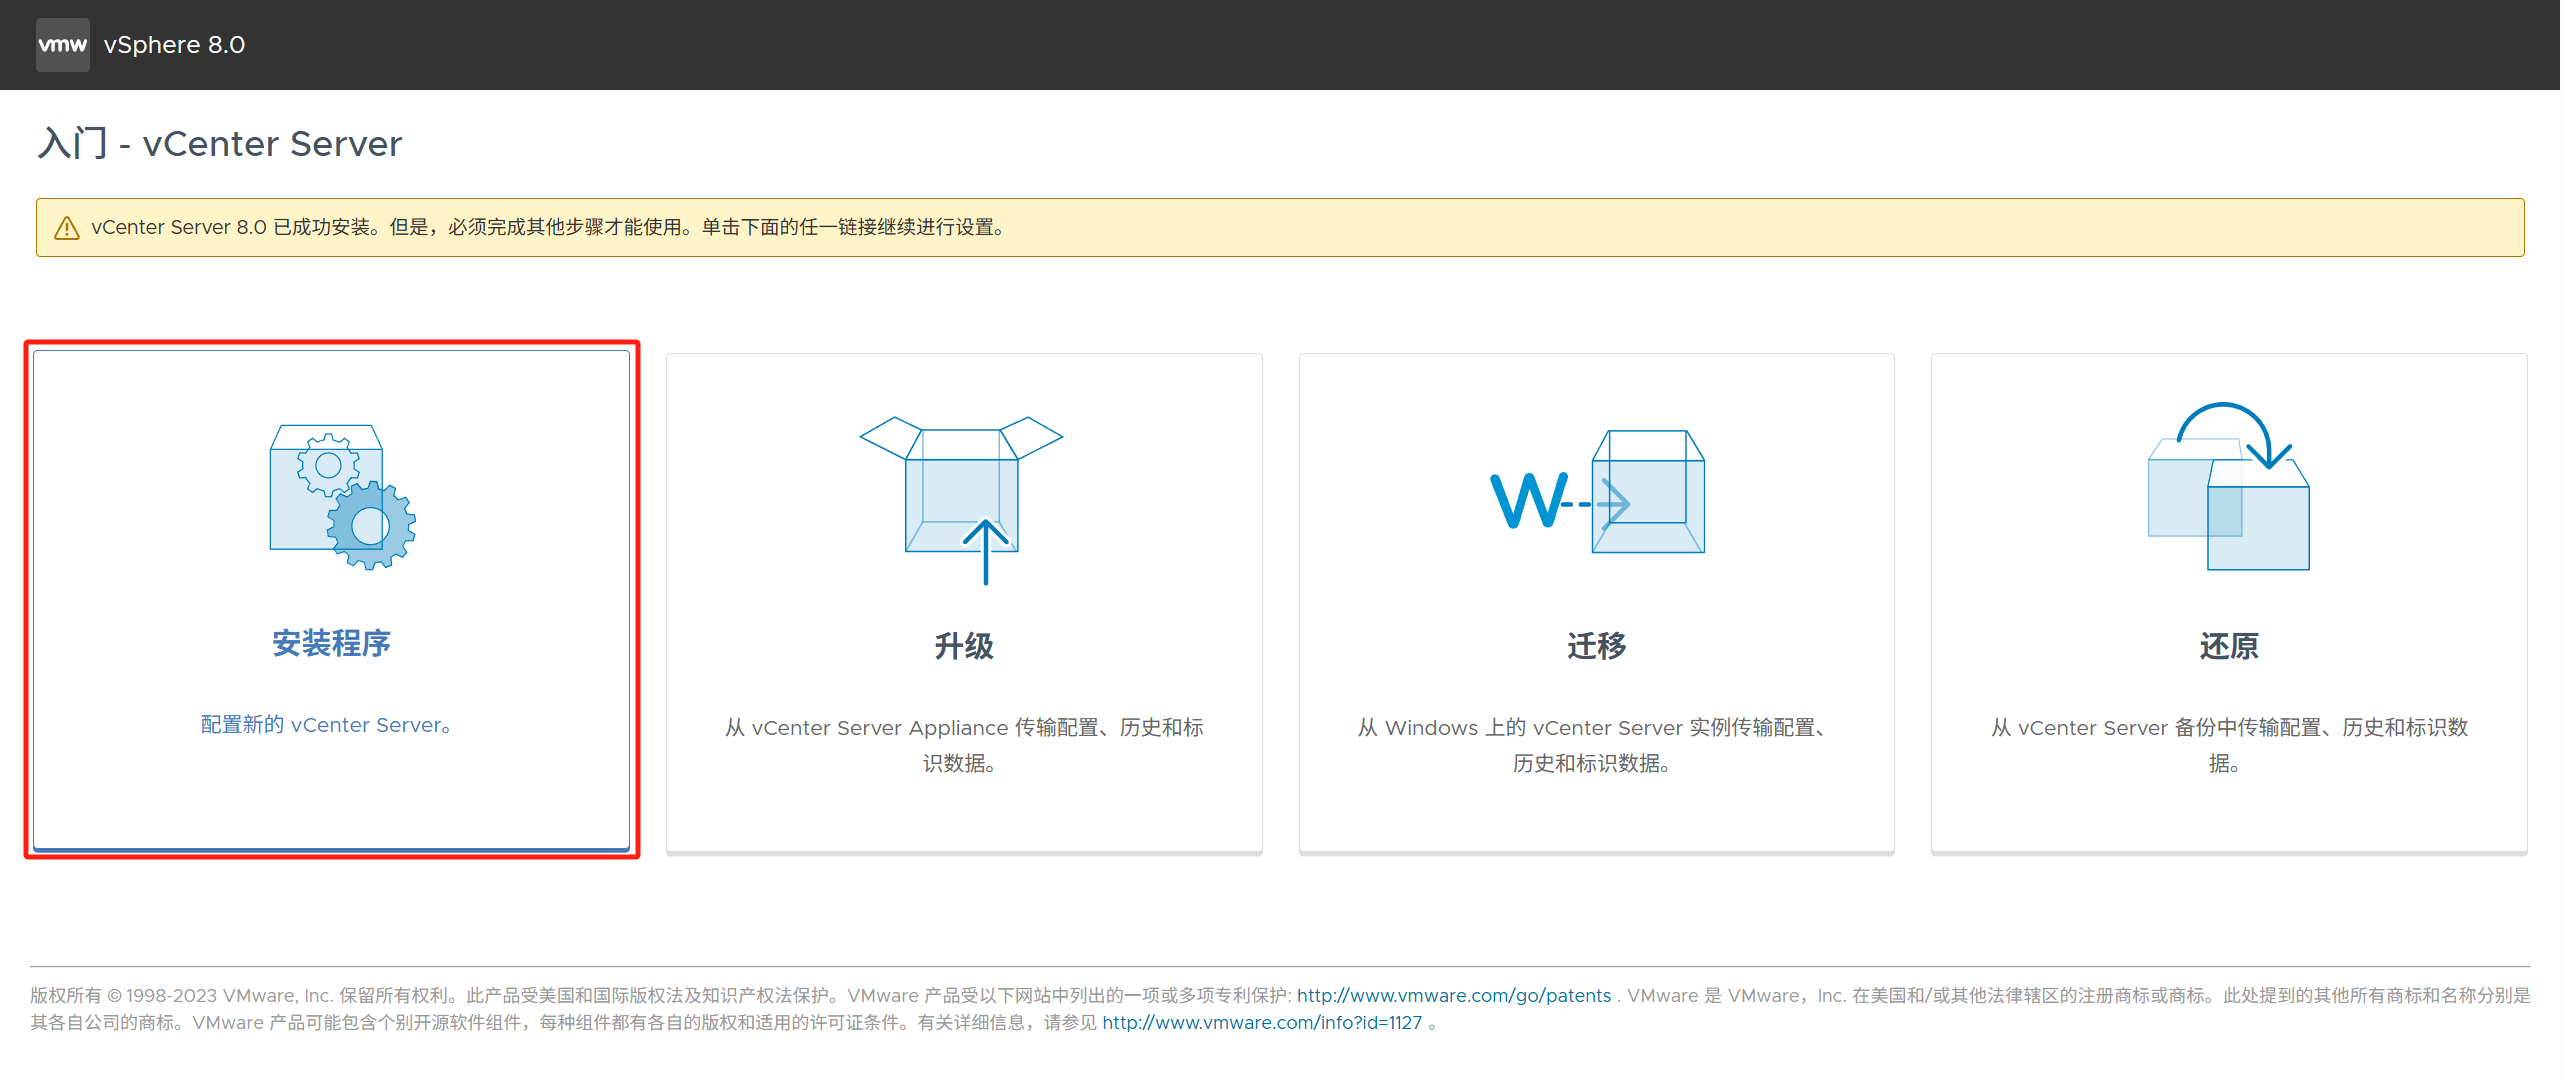 vmw vSphere 8.0
入门 - vCenter Server
vCenter Server 8.0 已成功安装。但是，必须完成其他步骤才能使用。单击下面的任一链接继续进行设置。
安装程序
配置新的 vCenter Server。
升级
从 vCenter Server Appliance 传输配置、历史和标
识数据。
W
迁移
从 Windows 上的 vCenter Server 实例传输配置、
历史和标识数据。
还原
从 vCenter Server 备份中传输配置、历史和标识数
据。
版权所有 © 1998-2023 VMware, Inc. 保留所有权利。此产品受美国和国际版权法及知识产权法保护。VMware 产品受以下网站中列出的一项或多项专利保护: http://www.vmware.com/go/patents . VMware 是 VMware，Inc. 在美国和/或其他法律辖区的注册商标或商标。此处提到的其他所有商标和名称分别是
其各自公司的商标。VMware 产品可能包含个别开源软件组件，每种组件都有各自的版权和适用的许可证条件。有关详细信息，请参见 http://www.vmware.com/info?id=1127 。